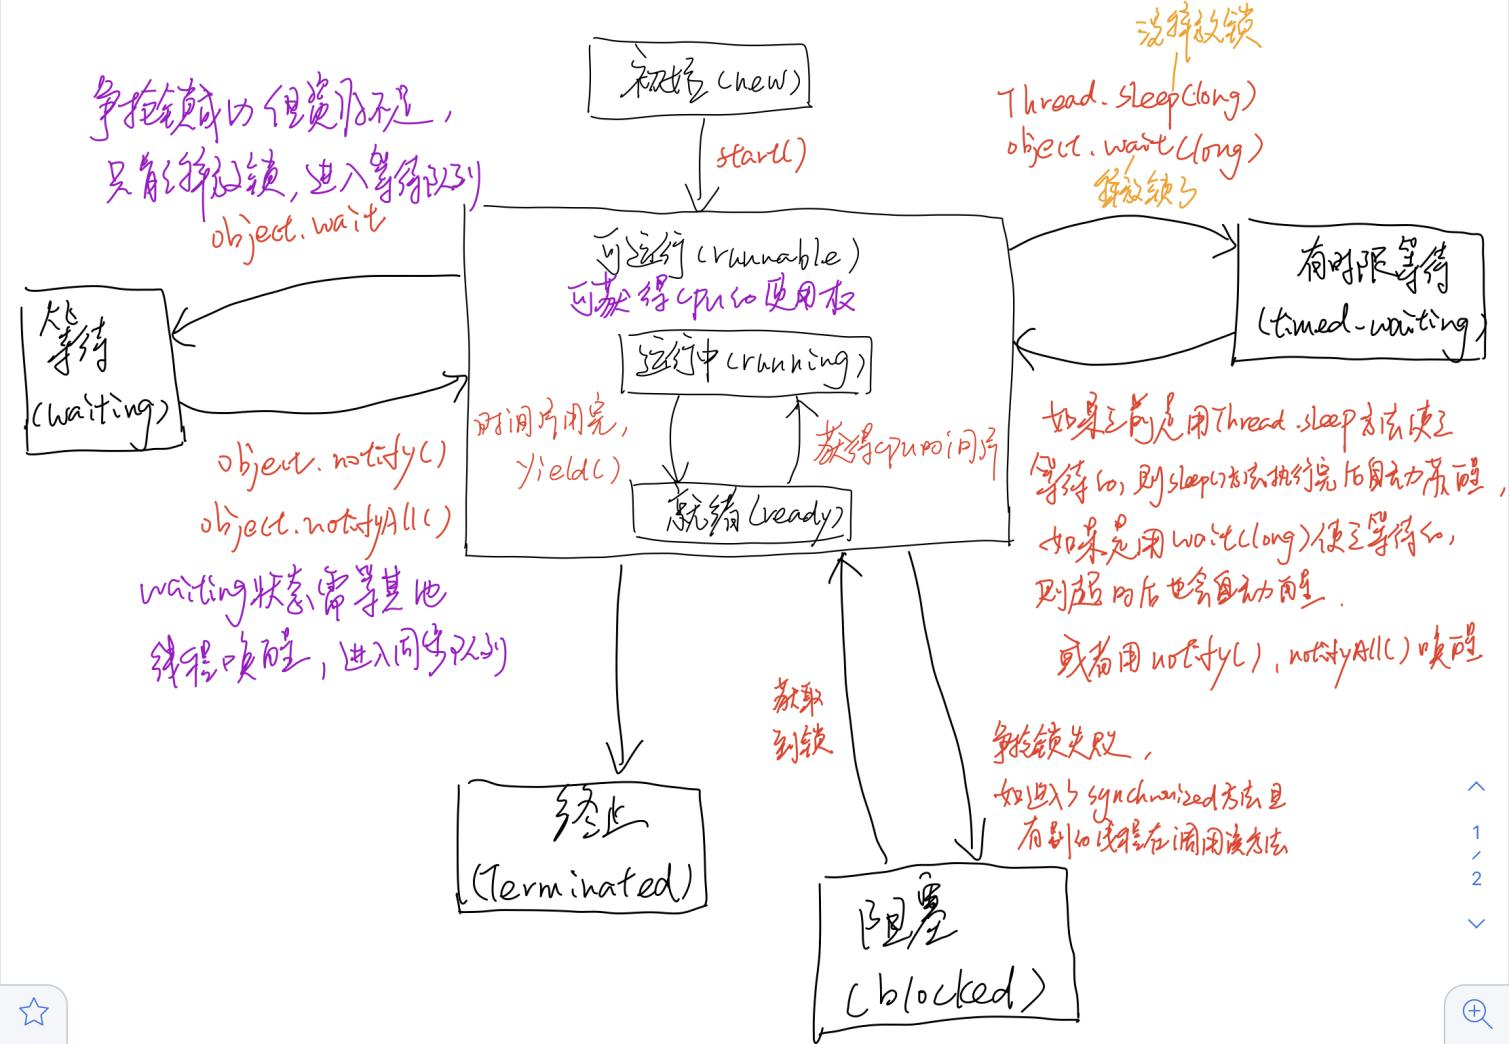 没释放锁
初始(new)
Thread.sleep(long)
争抢锁成功但资源不足,
object.wait(long)
start()
只能释放锁,进入等待队列
释放锁了
object.wait
可运行(runnable)
有时限等待
可获得cpu的使用权
(timed-waiting)
等待
运行中(running)
(waiting)
时间片用完,
如果之前是用Thread.sleep方法使之
object.notify()
yield()
获得cpu时间片
等待的,则sleep()方法执行完后自动苏醒,
object.notifyAll()
就绪(ready)
如果是用wait(long)使之等待的,
waiting状态需等其他
则超时后也会自动醒.
线程唤醒,进入同步队列
或者用notify(),notifyAll()唤醒
获取
到锁
争抢锁失败,
如进入了synchronized方法且
终止
有别的线程在调用该方法
1
/
2
(Terminated)
阻塞
(blocked)